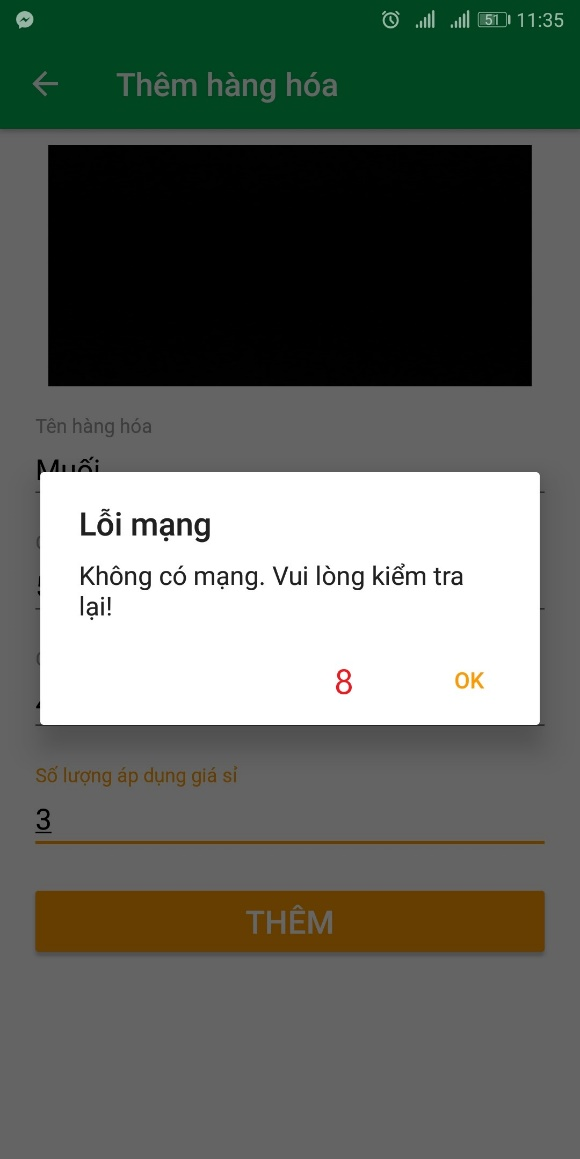 51 11:35
Thêm hàng hóa
Tên hàng hóa
Muối
Lỗi mạng
Không có mạng. Vui lòng kiểm tra
lại!
8 OK
Số lượng áp dụng giá sỉ
3
THÊM